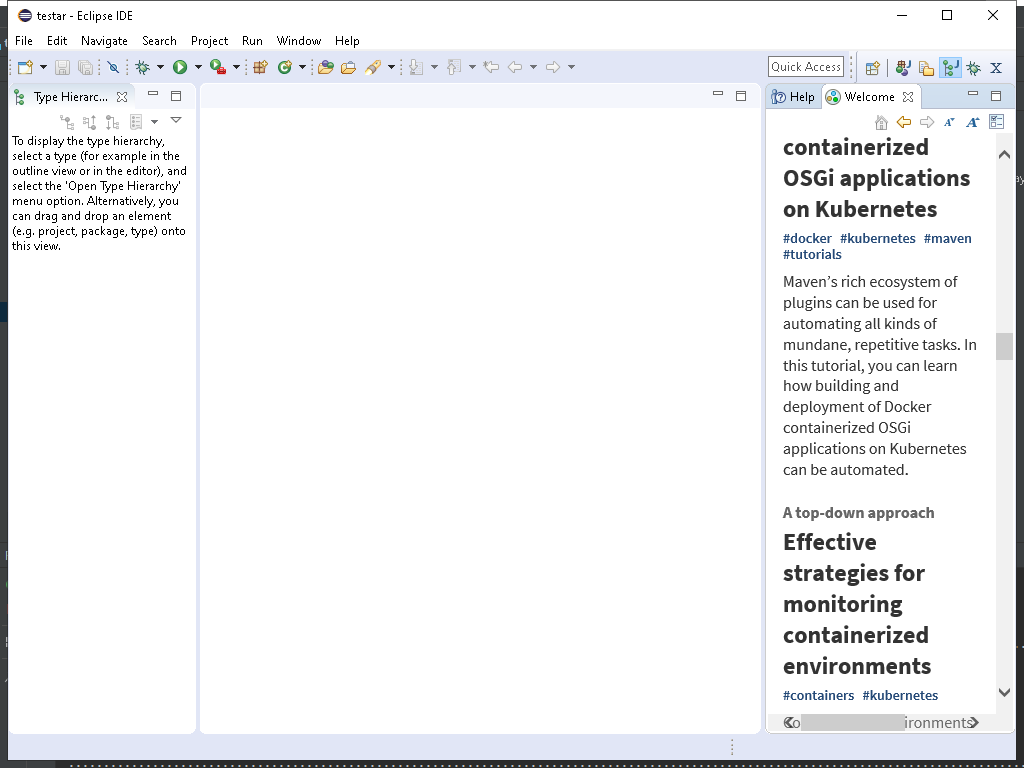 testar - Eclipse IDE
File Edit Navigate Search Project Run Window Help
Quick Access
Type Hierarc...
To display the type hierarchy,
select a type (for example in the
outline view or in the editor), and
select the 'Open Type Hierarchy'
menu option. Alternatively, you
can drag and drop an element
(e.g. project, package, type) onto
this view.
Help Welcome
containerized
OSGi applications
on Kubernetes
#docker #kubernetes #maven
#tutorials
Maven’s rich ecosystem of
plugins can be used for
automating all kinds of
mundane, repetitive tasks. In
this tutorial, you can learn
how building and
deployment of Docker
containerized OSGi
applications on Kubernetes
can be automated.
A top-down approach
Effective
strategies for
monitoring
containerized
environments
#containers #kubernetes